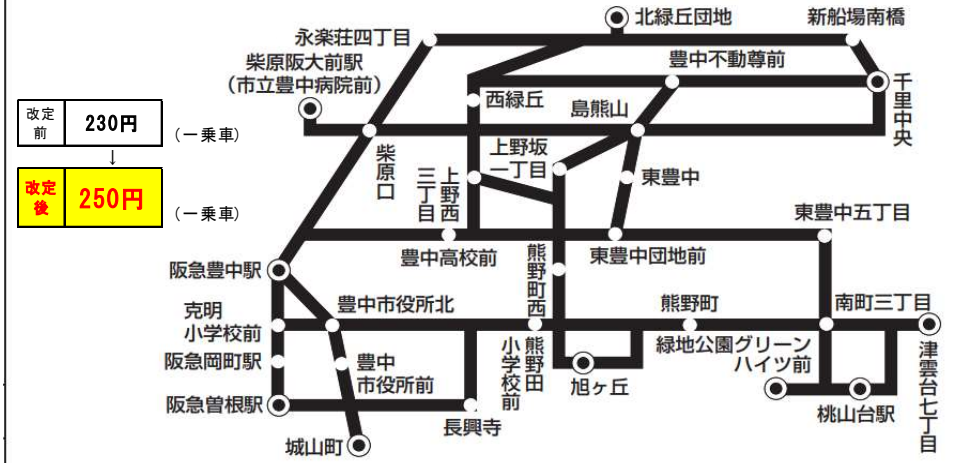 北緑丘団地
新船場南橋
永楽荘四丁目
柴原阪大前駅
(市立豊中病院前)
豊中不動尊前
千里中央
西緑丘
島熊山
改定前
230円
(一乗車)
↓
改定後
250円
(一乗車)
柴原口
上野西
三丁目
上野坂
一丁目
東豊中
東豊中五丁目
豊中高校前
東豊中団地前
阪急豊中駅
熊野町西
克明
小学校前
豊中市役所北
熊野町
南町三丁目
阪急岡町駅
豊中
市役所前
熊野田
小学校前
旭ヶ丘
緑地公園グリーン
ハイツ前
津雲台七丁目
阪急曽根駅
長興寺
桃山台駅
城山町